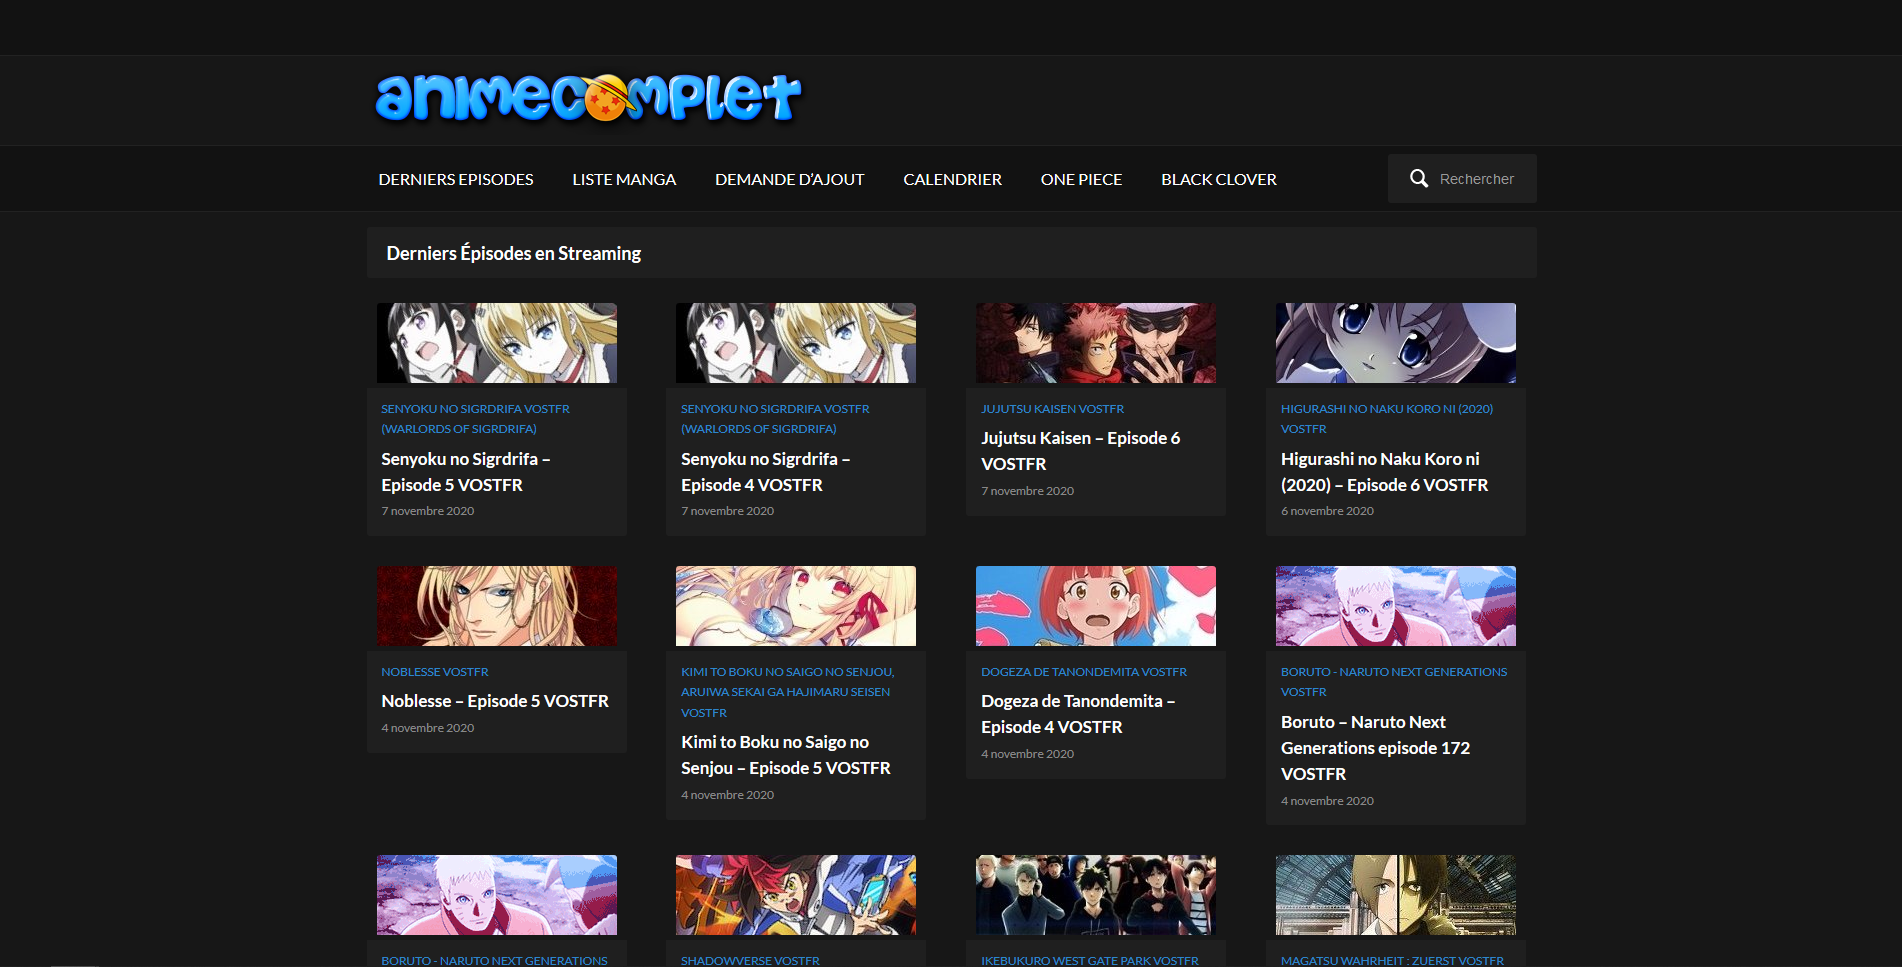 animecomplet
DERNIERS EPISODES LISTE MANGA DEMANDE D'AJOUT CALENDRIER ONE PIECE BLACK CLOVER Rechercher
Derniers Épisodes en Streaming
SENYOKU NO SIGRDRIFA VOSTFR
(WARLORDS OF SIGRDRIFA)
Senyoku no Sigrdrifa –
Episode 5 VOSTFR
7 novembre 2020
SENYOKU NO SIGRDRIFA VOSTFR
(WARLORDS OF SIGRDRIFA)
Senyoku no Sigrdrifa –
Episode 4 VOSTFR
7 novembre 2020
JUJUTSU KAISEN VOSTFR
Jujutsu Kaisen – Episode 6
VOSTFR
7 novembre 2020
HIGURASHI NO NAKU KORO NI (2020)
VOSTFR
Higurashi no Naku Koro ni
(2020) – Episode 6 VOSTFR
6 novembre 2020
NOBLESSE VOSTFR
Noblesse – Episode 5 VOSTFR
4 novembre 2020
KIMI TO BOKU NO SAIGO NO SENJOU,
ARUIWA SEKAI GA HAJIMARU SEISEN
VOSTFR
Kimi to Boku no Saigo no
Senjou – Episode 5 VOSTFR
4 novembre 2020
DOGEZA DE TANONDEMITA VOSTFR
Dogeza de Tanondemita –
Episode 4 VOSTFR
4 novembre 2020
BORUTO - NARUTO NEXT GENERATIONS
VOSTFR
Boruto – Naruto Next
Generations episode 172
VOSTFR
4 novembre 2020
BORUTO - NARUTO NEXT GENERATIONS
SHADOWVERSE VOSTFR
IKEBUKURO WEST GATE PARK VOSTFR
MAGATSU WAHRHEIT : ZUERST VOSTFR